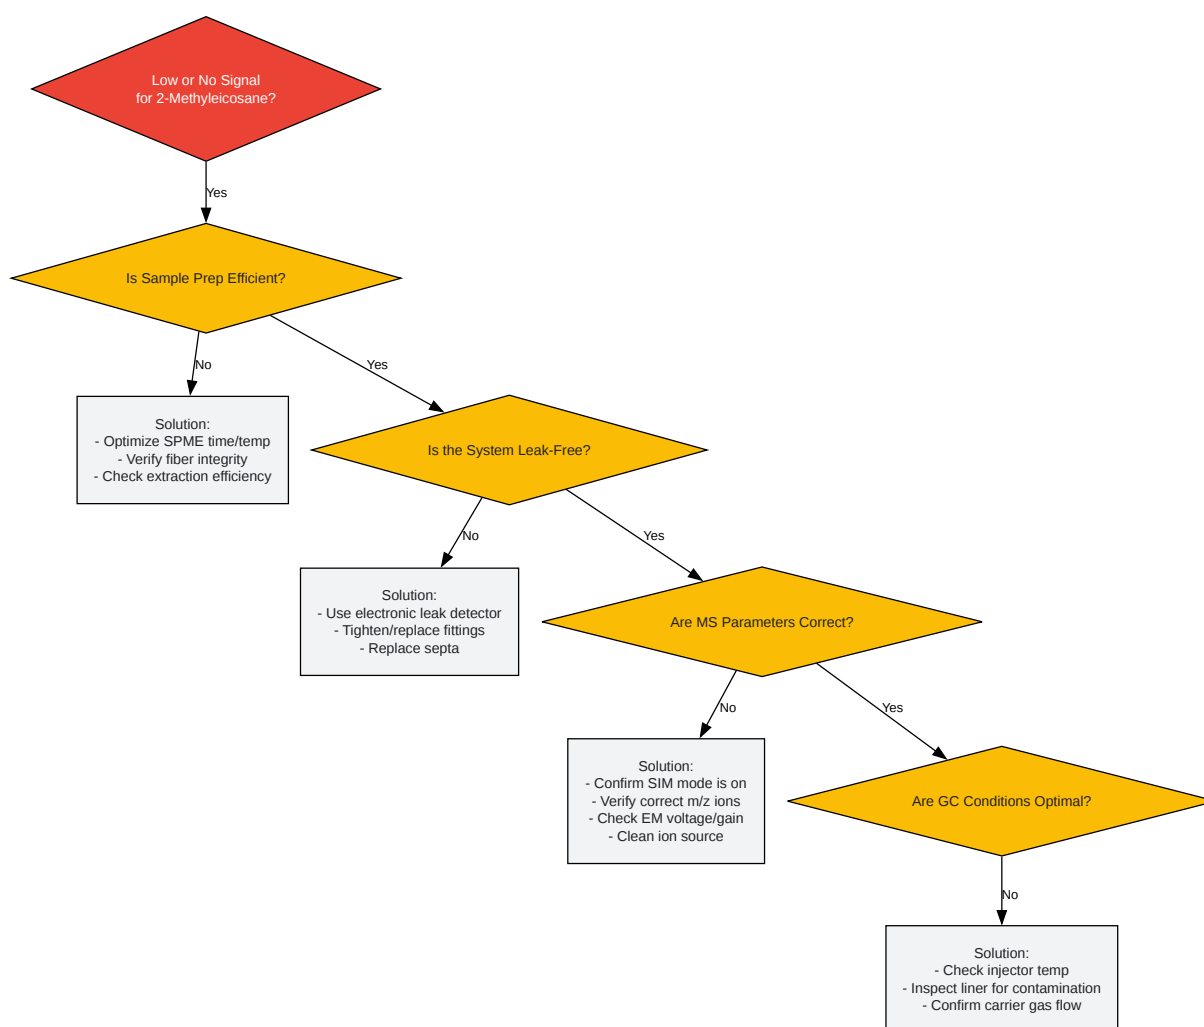 Low or No Signal
for 2-Methyleicosane?
Yes
Is Sample Prep Efficient?
No
Yes
Solution:
- Optimize SPME time/temp
- Verify fiber integrity
- Check extraction efficiency
Is the System Leak-Free?
No
Yes
Solution:
- Use electronic leak detector
- Tighten/replace fittings
- Replace septa
Are MS Parameters Correct?
No
Yes
Solution:
- Confirm SIM mode is on
- Verify correct m/z ions
- Check EM voltage/gain
- Clean ion source
Are GC Conditions Optimal?
No
Solution:
- Check injector temp
- Inspect liner for contamination
- Confirm carrier gas flow